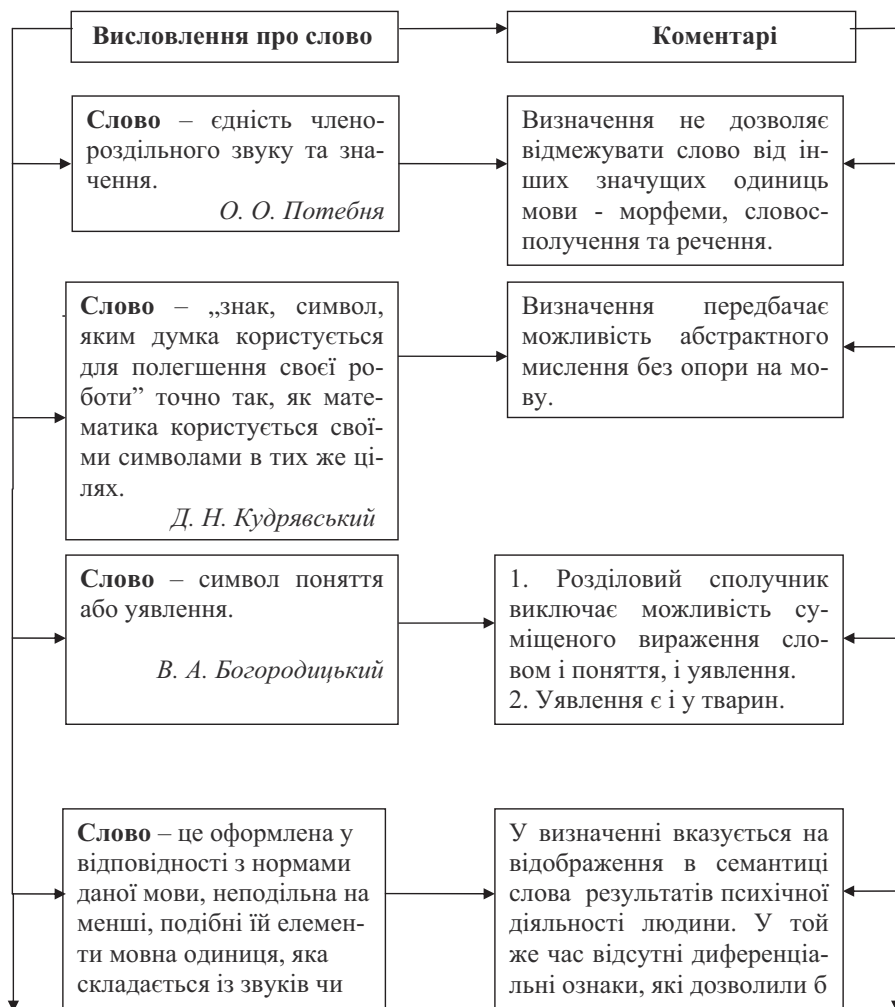 Висловлення про слово
Коментарі
Слово – єдність члено-
роздільного звуку та зна-
чення.
О. О. Потебня
Визначення не дозволяє
відмежувати слово від ін-
ших значущих одиниць
мови - морфеми, словос-
получення та речення.
Слово – „знак, символ,
яким думка користується
для полегшення своєї ро-
боти” точно так, як мате-
матика користується свої-
ми символами в тих же ці-
лях.
Д. Н. Кудрявський
Визначення передбачає
можливість абстрактного
мислення без опори на мо-
ву.
Слово – символ поняття
або уявлення.
В. А. Богородицький
1. Розділовий сполучник
виключає можливість су-
міщеного вираження сло-
вом і поняття, і уявлення.
2. Уявлення є і у тварин.
Слово – це оформлена у
відповідності з нормами
даної мови, неподільна на
менші, подібні їй елемен-
ти мовна одиниця, яка
складається із звуків чи
У визначенні вказується на
відображення в семантиці
слова результатів психічної
діяльності людини. У той
же час відсутні диференціа-
льні ознаки, які дозволили б